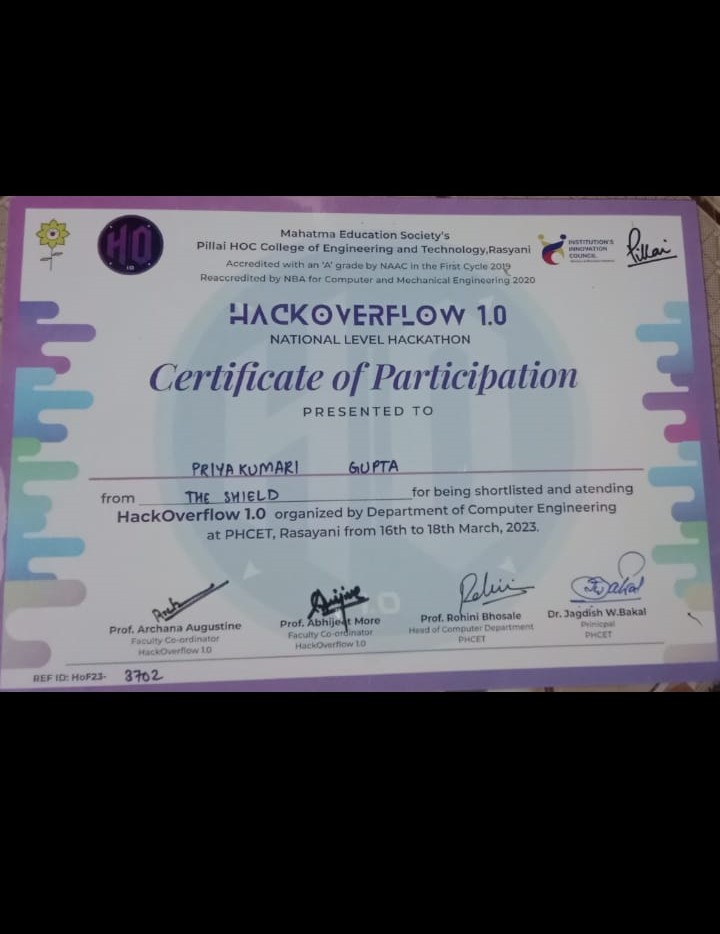 Mahatma Education Society's
Pillai HOC College of Engineering and Technology,Rasyani
Accredited with an 'A' grade by NAAC in the First Cycle 2019
Reaccredited by NBA for Computer and Mechanical Engineering 2020
HO
1.0
INSTITUTION'S
INNOVATION
COUNCIL
Pillai
HACKOVERFLOW 1.0
NATIONAL LEVEL HACKATHON
Certificate of Participation
PRESENTED TO
PRIYA KUMARI GUPTA
from THE SHIELD for being shortlisted and attending
HackOverflow 1.0 organized by Department of Computer Engineering
at PHCET, Rasayani from 16th to 18th March, 2023.
Prof. Archana Augustine
Faculty Co-ordinator
HackOverflow 1.0
Prof. Abhijeet More
Faculty Co-ordinator
HackOverflow 1.0
Prof. Rohini Bhosale
Head of Computer Department
PHCET
Dr. Jagdish W.Bakal
Prinicpal
PHCET
REF ID: HoF23- 3702